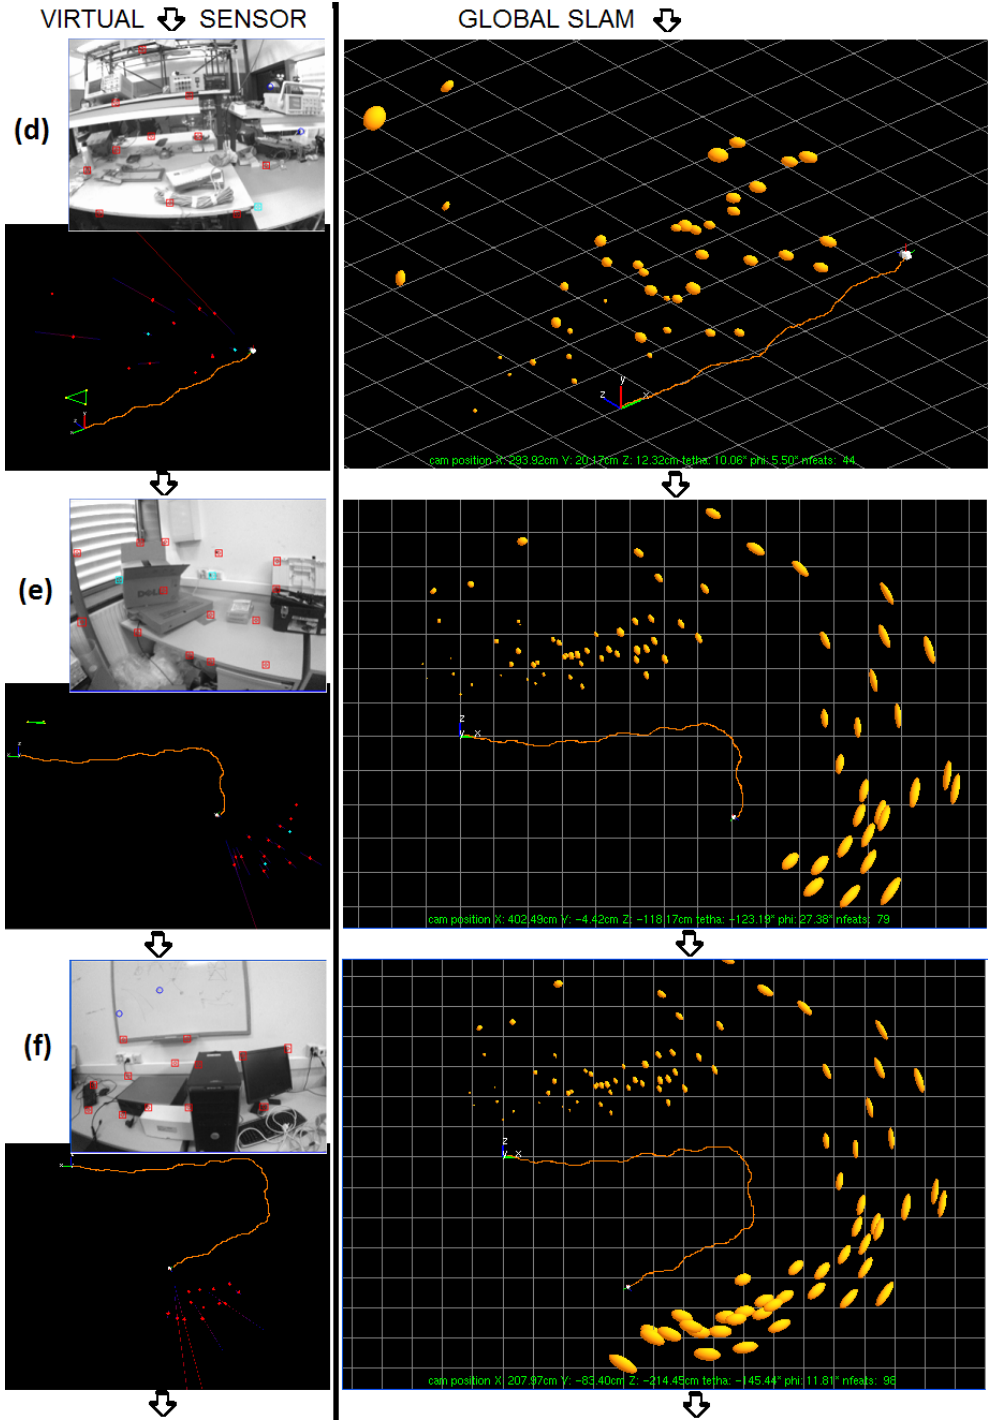 VIRTUAL SENSOR
GLOBAL SLAM
(d)
y
z
x
cam position X: 293.92cm Y: 20.17cm Z: 12.32cm tetha: 10.06° phi: 5.50° nfeats: 44
(e)
DELL
z
y x
cam position X: 402.49cm Y: -4.42cm Z: -118.17cm tetha: -123.19° phi: 27.38° nfeats: 79
(f)
z
y x
cam position X: 207.97cm Y: -83.40cm Z: -214.45cm tetha: -145.44° phi: 11.81° nfeats: 98